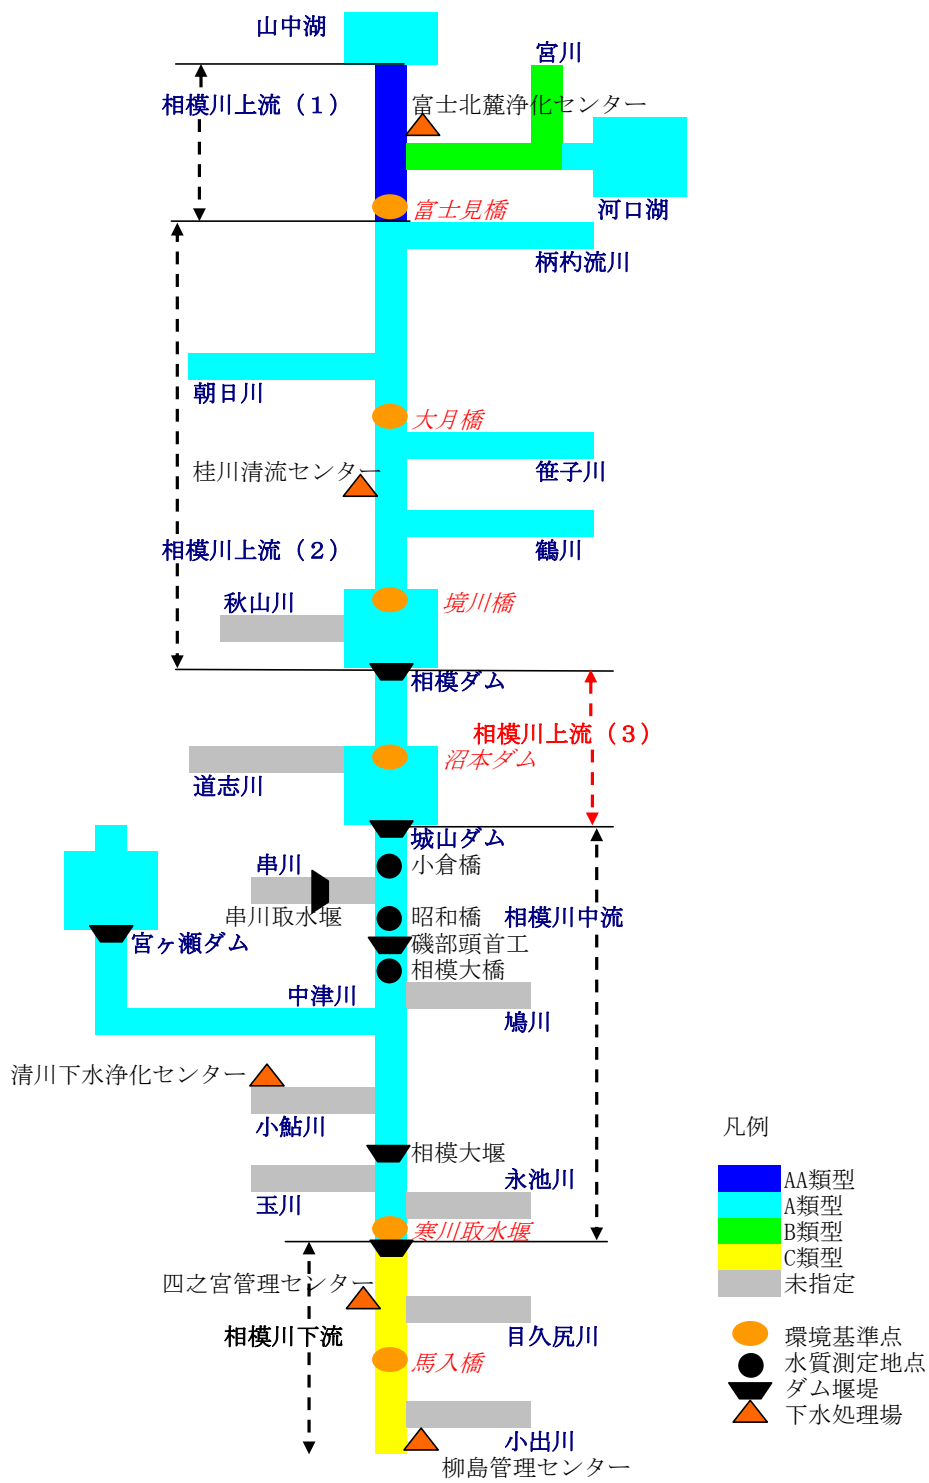 山中湖
宮川
相模川上流（１）
富士北麓浄化センター
富士見橋
河口湖
柄杓流川
朝日川
大月橋
桂川清流センター
笹子川
相模川上流（２）
鶴川
秋山川
境川橋
相模ダム
相模川上流（３）
沼本ダム
道志川
城山ダム
串川
小倉橋
串川取水堰
昭和橋
相模川中流
宮ヶ瀬ダム
磯部頭首工
相模大橋
中津川
鳩川
清川下水浄化センター
小鮎川
凡例
相模大堰
永池川
玉川
AA類型
A類型
B類型
C類型
未指定
寒川取水堰
四之宮管理センター
相模川下流
目久尻川
馬入橋
環境基準点
水質測定地点
ダム堰堤
下水処理場
小出川
柳島管理センター